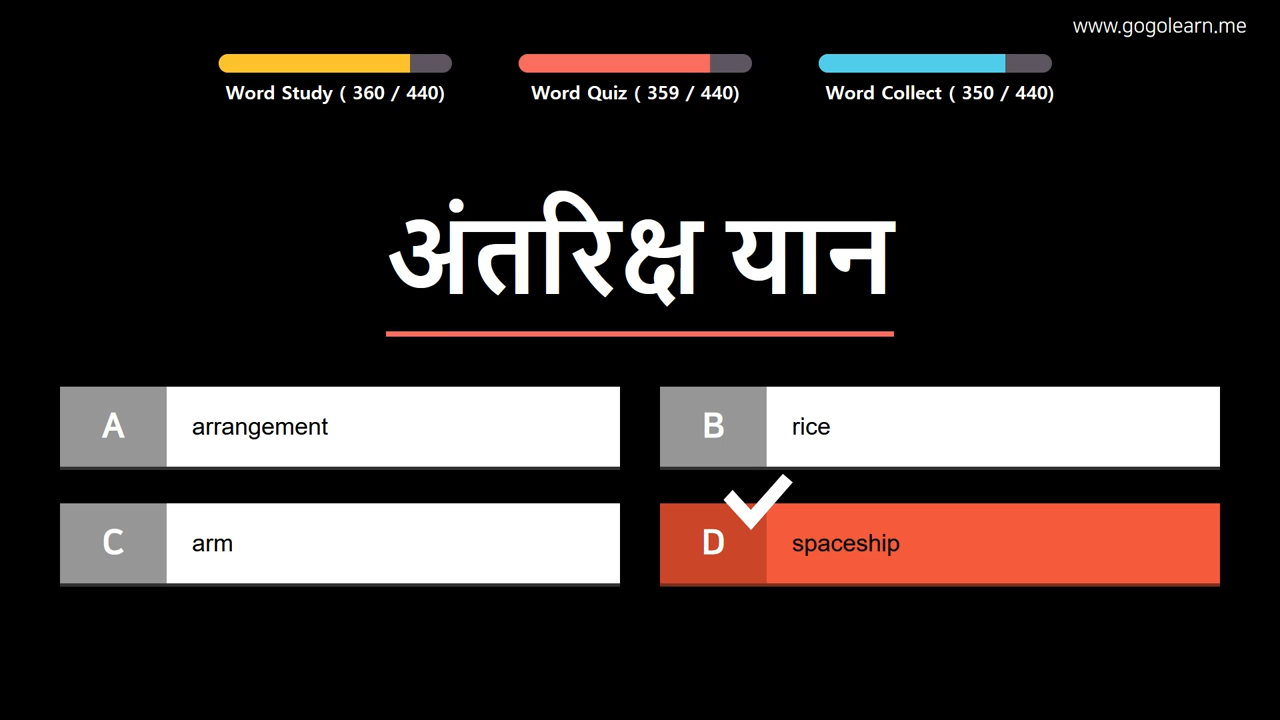 www.gogolearn.me
Word Study ( 360 / 440)
Word Quiz ( 359 / 440)
Word Collect ( 350 / 440)
अंतरिक्ष यान
A arrangement
B rice
C arm
D spaceship